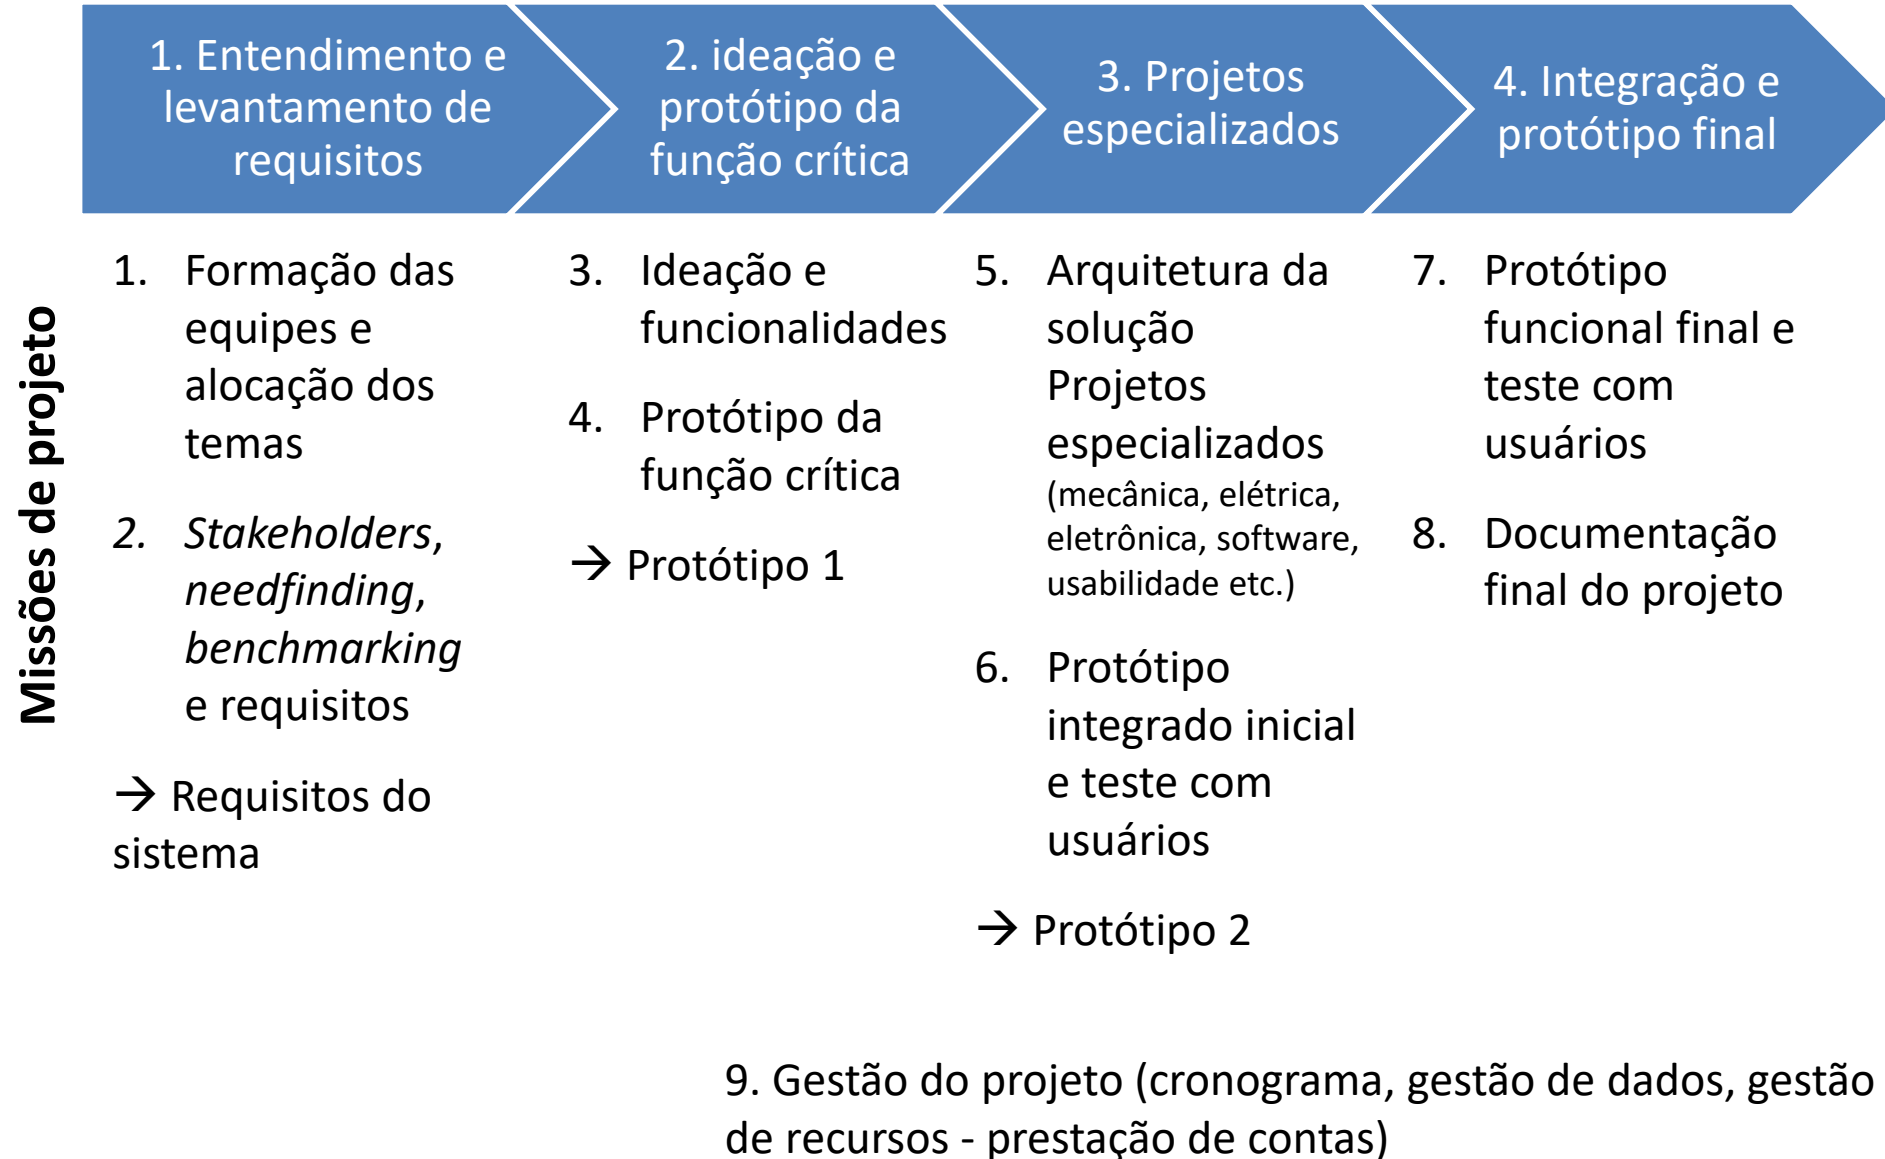 1. Entendimento e
levantamento de
requisitos
2. ideação e
protótipo da
função crítica
3. Projetos
especializados
4. Integração e
protótipo final
Missões de projeto
1. Formação das
equipes e
alocação dos
temas
2. Stakeholders,
needfinding,
benchmarking
e requisitos
→ Requisitos do
sistema
3. Ideação e
funcionalidades
4. Protótipo da
função crítica
→ Protótipo 1
5. Arquitetura da
solução
Projetos
especializados
(mecânica, elétrica,
eletrônica, software,
usabilidade etc.)
6. Protótipo
integrado inicial
e teste com
usuários
→ Protótipo 2
7. Protótipo
funcional final e
teste com
usuários
8. Documentação
final do projeto
9. Gestão do projeto (cronograma, gestão de dados, gestão
de recursos - prestação de contas)